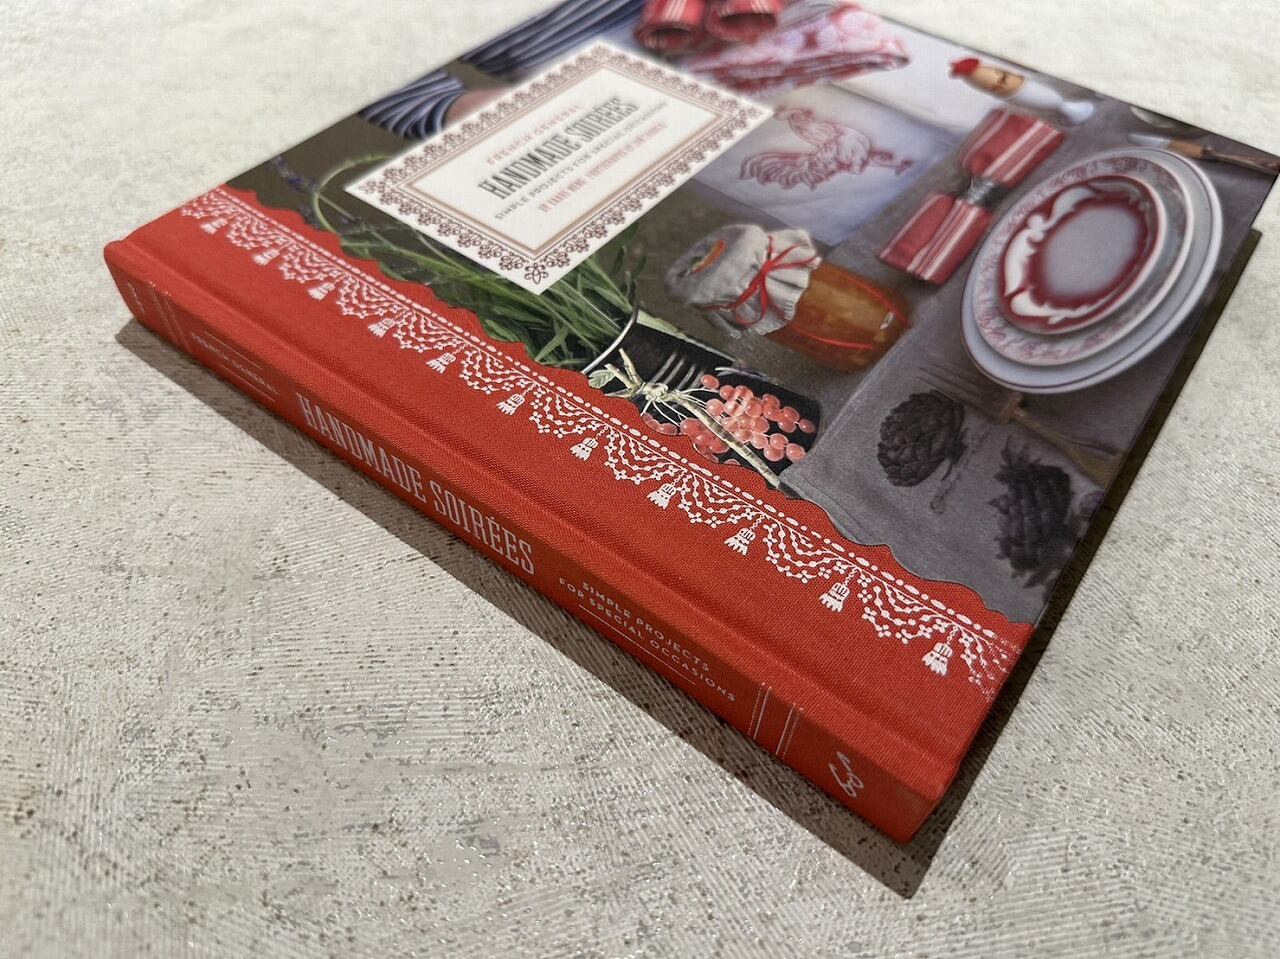 FRENCH GENERAL
HANDMADE SOIRÉES
SIMPLE PROJECTS FOR SPECIAL OCCASIONS
FRENCH GENERAL
HANDMADE SOIRÉES
SIMPLE PROJECTS
FOR SPECIAL OCCASIONS